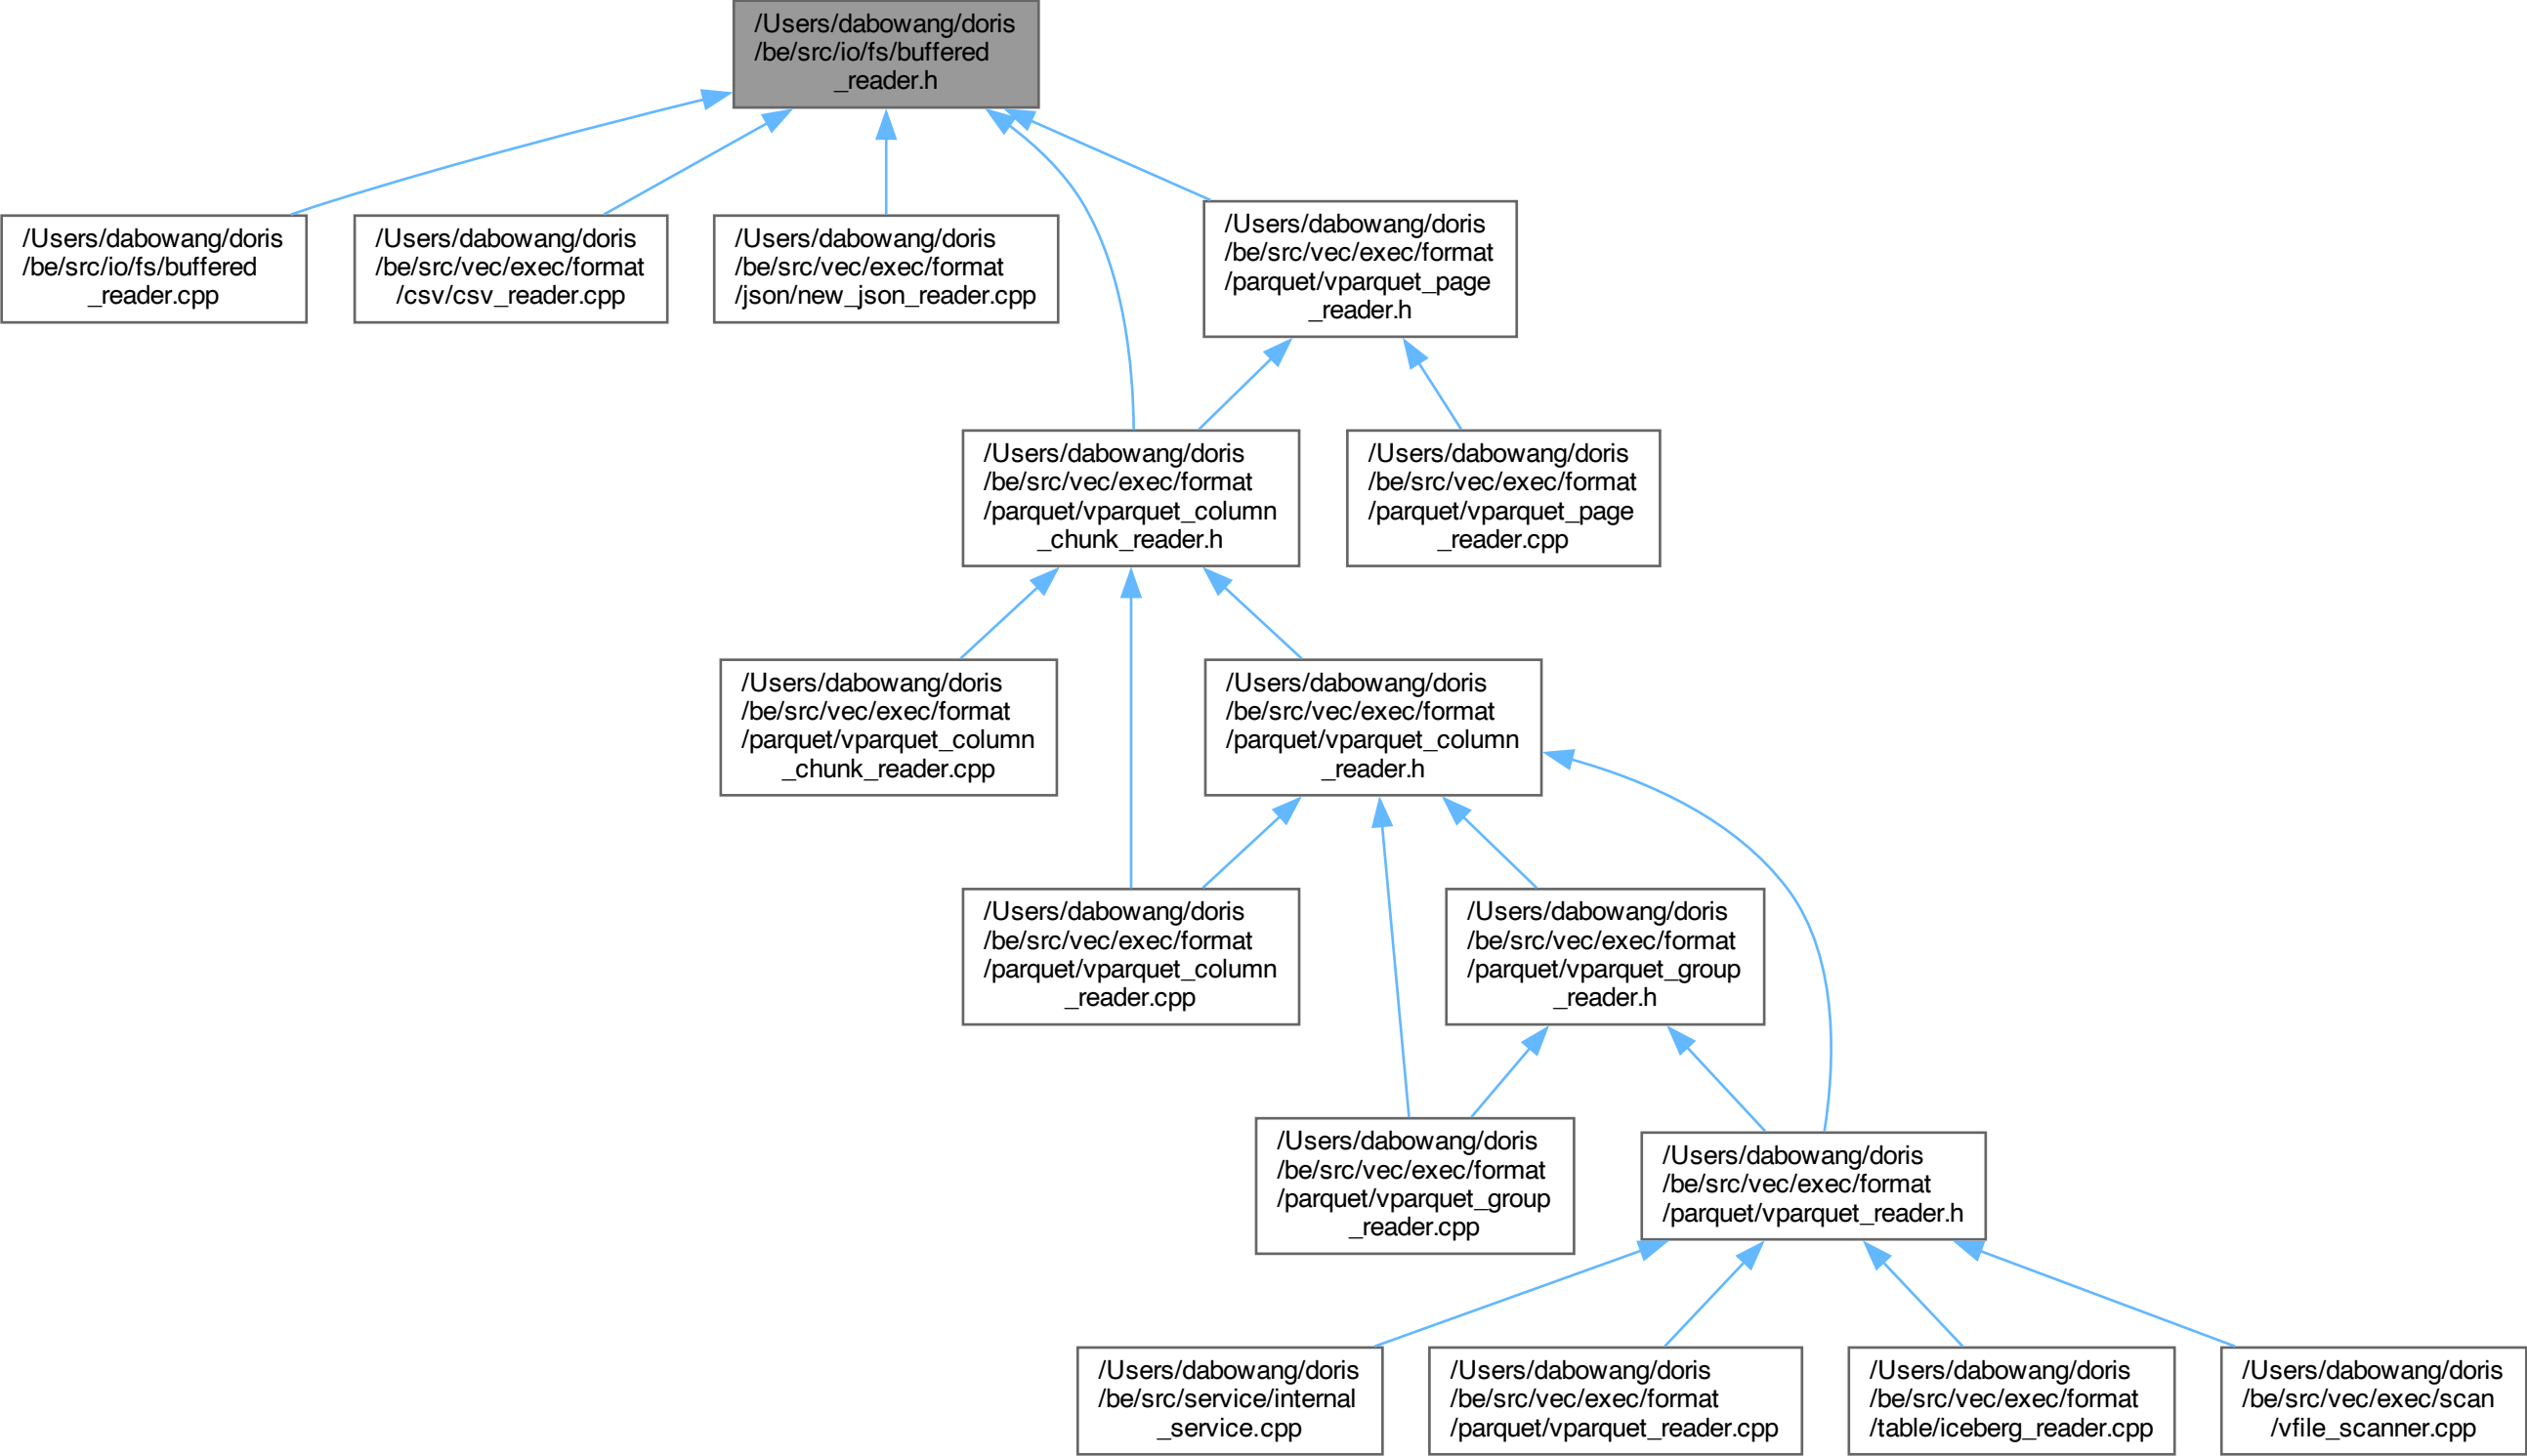 /Users/dabowang/doris
/be/src/io/fs/buffered
_reader.h
/Users/dabowang/doris
/be/src/io/fs/buffered
_reader.cpp
/Users/dabowang/doris
/be/src/vec/exec/format
/csv/csv_reader.cpp
/Users/dabowang/doris
/be/src/vec/exec/format
/json/new_json_reader.cpp
/Users/dabowang/doris
/be/src/vec/exec/format
/parquet/vparquet_page
_reader.h
/Users/dabowang/doris
/be/src/vec/exec/format
/parquet/vparquet_column
_chunk_reader.h
/Users/dabowang/doris
/be/src/vec/exec/format
/parquet/vparquet_page
_reader.cpp
/Users/dabowang/doris
/be/src/vec/exec/format
/parquet/vparquet_column
_chunk_reader.cpp
/Users/dabowang/doris
/be/src/vec/exec/format
/parquet/vparquet_column
_reader.h
/Users/dabowang/doris
/be/src/vec/exec/format
/parquet/vparquet_column
_reader.cpp
/Users/dabowang/doris
/be/src/vec/exec/format
/parquet/vparquet_group
_reader.h
/Users/dabowang/doris
/be/src/vec/exec/format
/parquet/vparquet_group
_reader.cpp
/Users/dabowang/doris
/be/src/vec/exec/format
/parquet/vparquet_reader.h
/Users/dabowang/doris
/be/src/service/internal
_service.cpp
/Users/dabowang/doris
/be/src/vec/exec/format
/parquet/vparquet_reader.cpp
/Users/dabowang/doris
/be/src/vec/exec/format
/table/iceberg_reader.cpp
/Users/dabowang/doris
/be/src/vec/exec/scan
/vfile_scanner.cpp